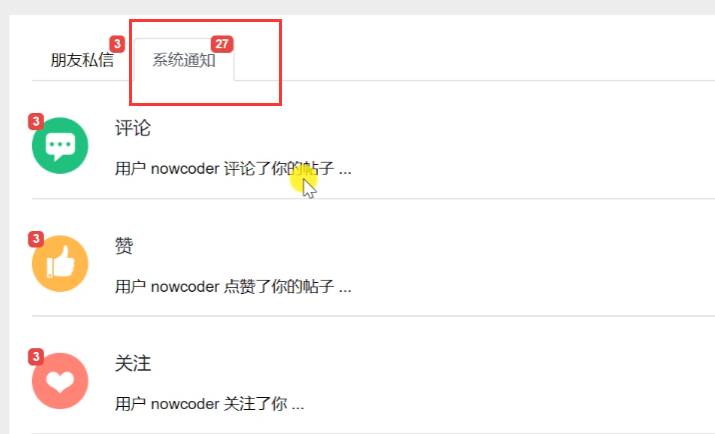 朋友私信 3 系统通知 27
3
评论
用户 nowcoder 评论了你的帖子 ...
3
赞
用户 nowcoder 点赞了你的帖子 ...
3
关注
用户 nowcoder 关注了你 ...